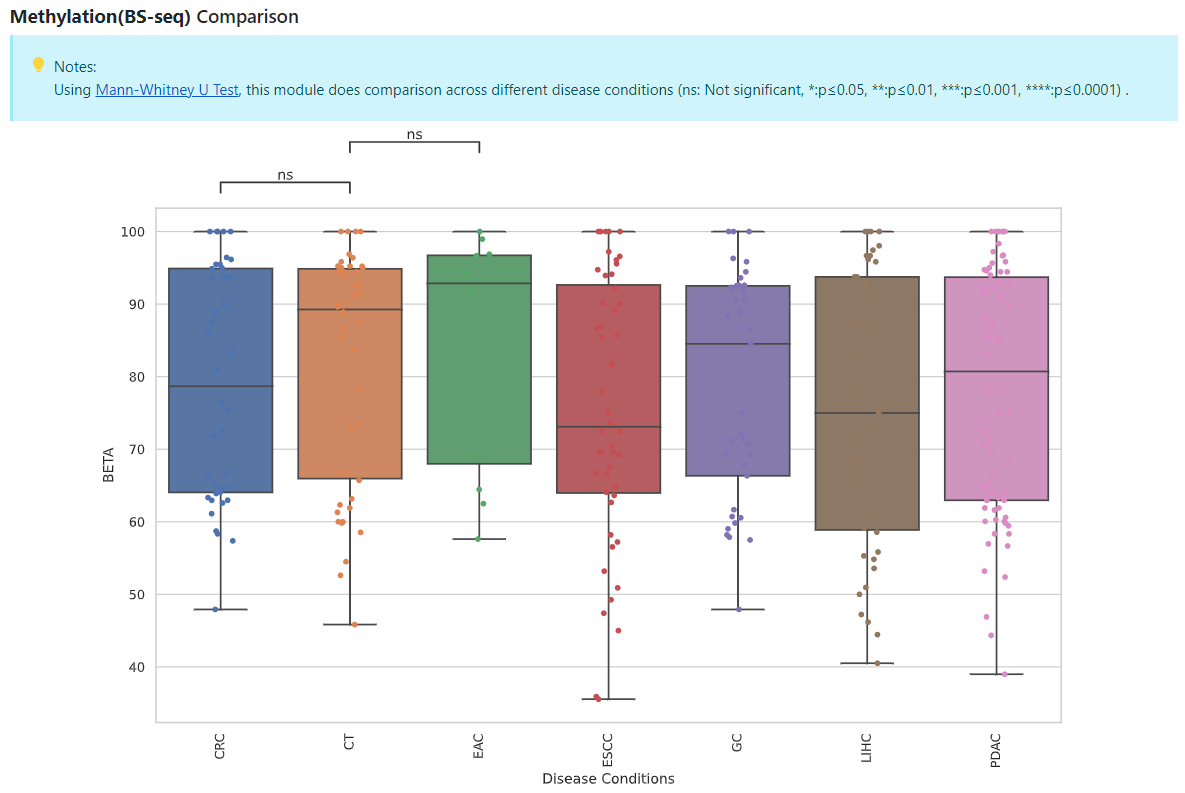 Methylation(BS-seq) Comparison
Notes:
Using Mann-Whitney U Test, this module does comparison across different disease conditions (ns: Not significant, *:p≤0.05, **:p≤0.01, ***:p≤0.001, ****:p≤0.0001) .
ns
ns
100
90
80
70
60
50
40
BETA
CRC
CT
EAC
ESCC
GC
LIHC
PDAC
Disease Conditions